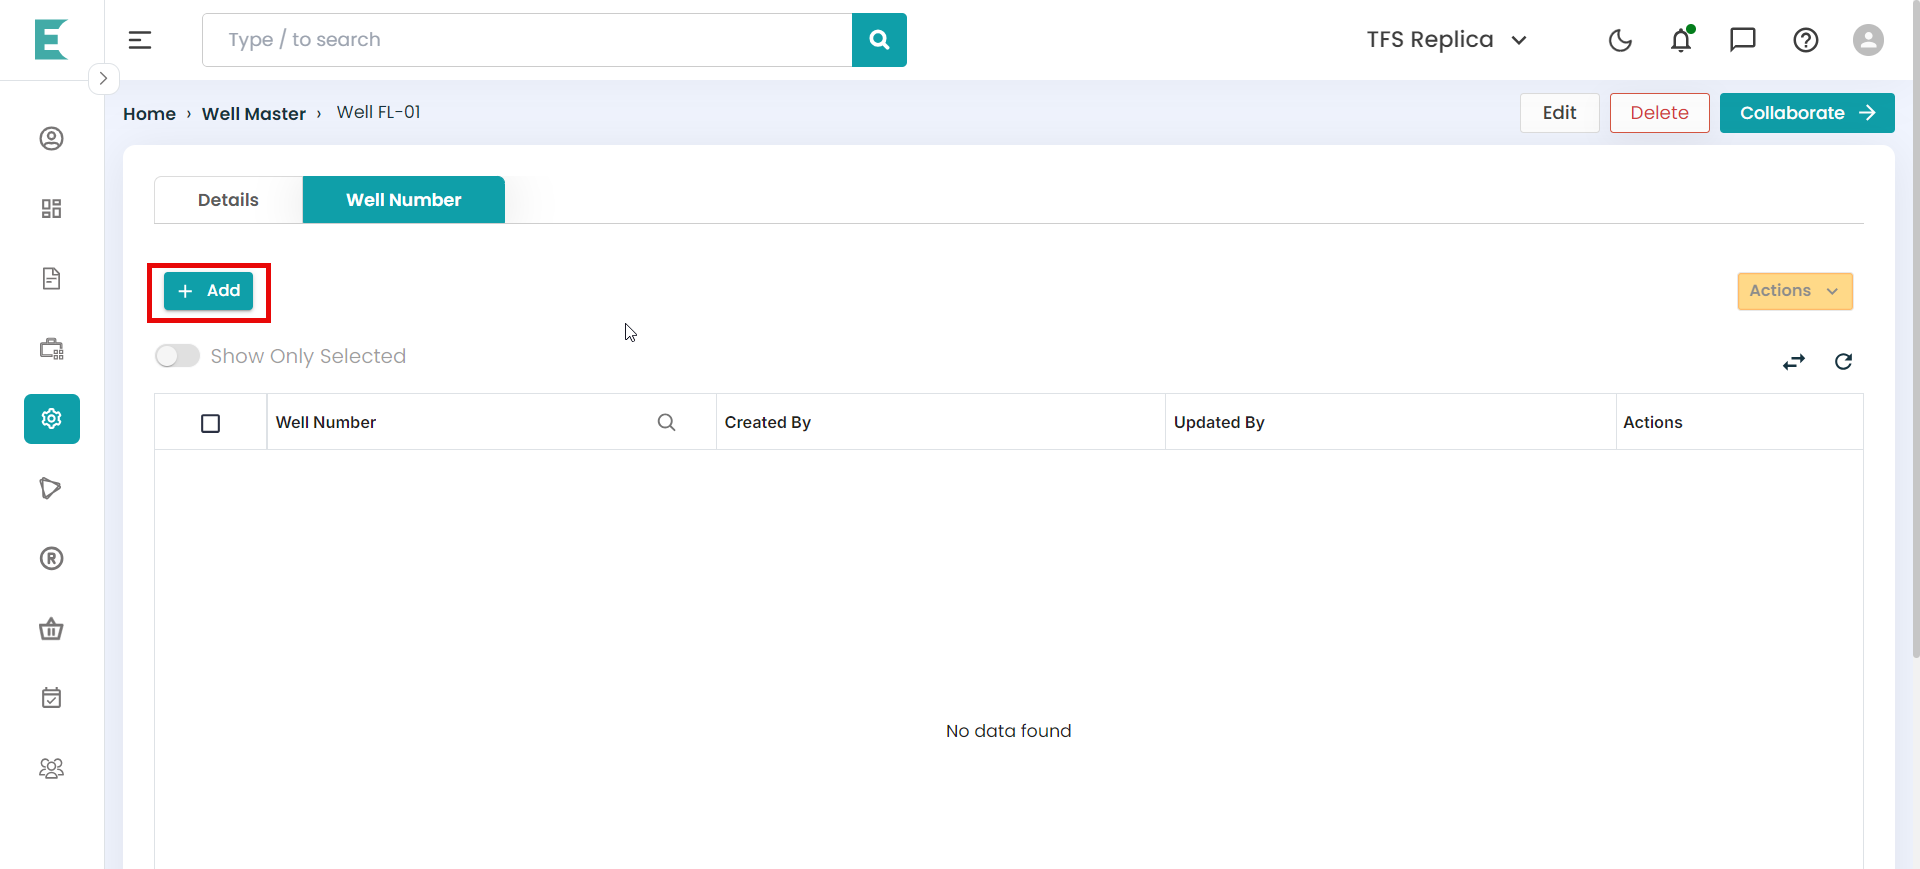 Type / to search
TFS Replica
Home › Well Master › Well FL-01
Edit
Delete
Collaborate
Details
Well Number
+ Add
Actions
Show Only Selected
Well Number
Created By
Updated By
Actions
No data found